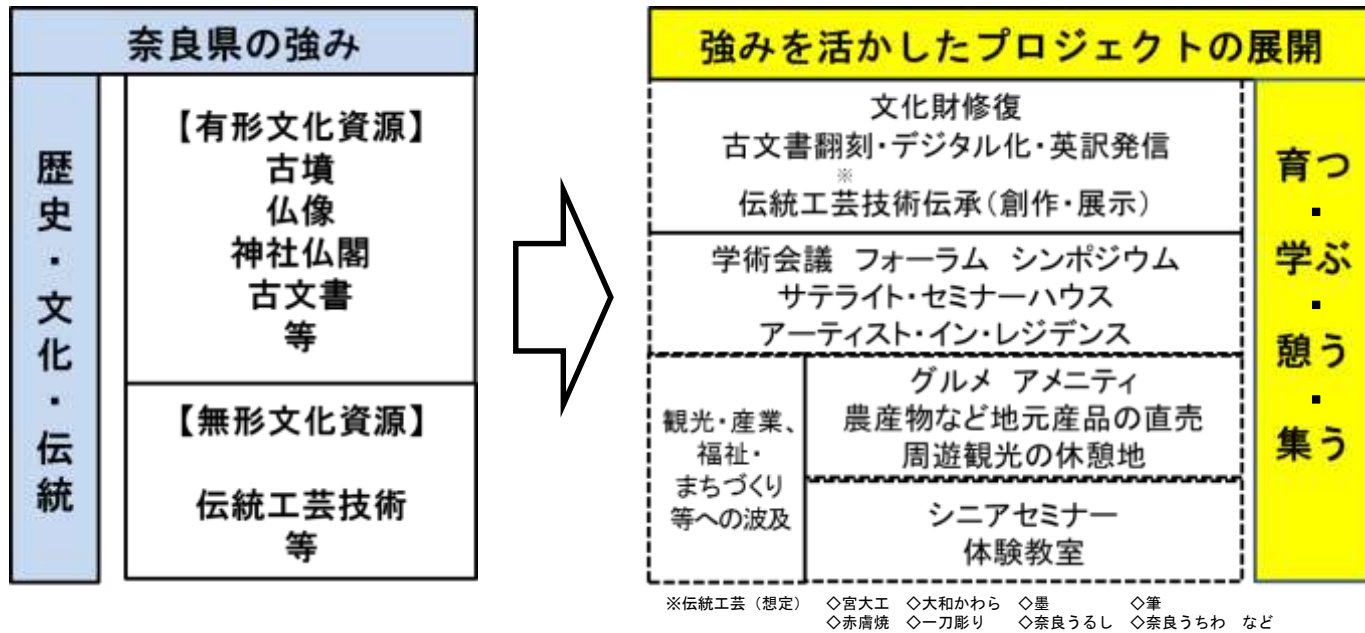 奈良県の強み
歴史・文化・伝統
【有形文化資源】
古墳
仏像
神社仏閣
古文書
等
【無形文化資源】
伝統工芸技術
等
強みを活かしたプロジェクトの展開
文化財修復
古文書翻刻・デジタル化・英訳発信
※
伝統工芸技術伝承（創作・展示）
学術会議　フォーラム　シンポジウム
サテライト・セミナーハウス
アーティスト・イン・レジデンス
観光・産業、
福祉・
まちづくり
等への波及
グルメ　アメニティ
農産物など地元産品の直売
周遊観光の休憩地
シニアセミナー
体験教室
育つ
・
学ぶ
・
憩う
・
集う
※伝統工芸（想定）　◇宮大工　◇大和かわら　◇墨　◇筆
◇赤膚焼　◇一刀彫り　◇奈良うるし　◇奈良うちわ　など